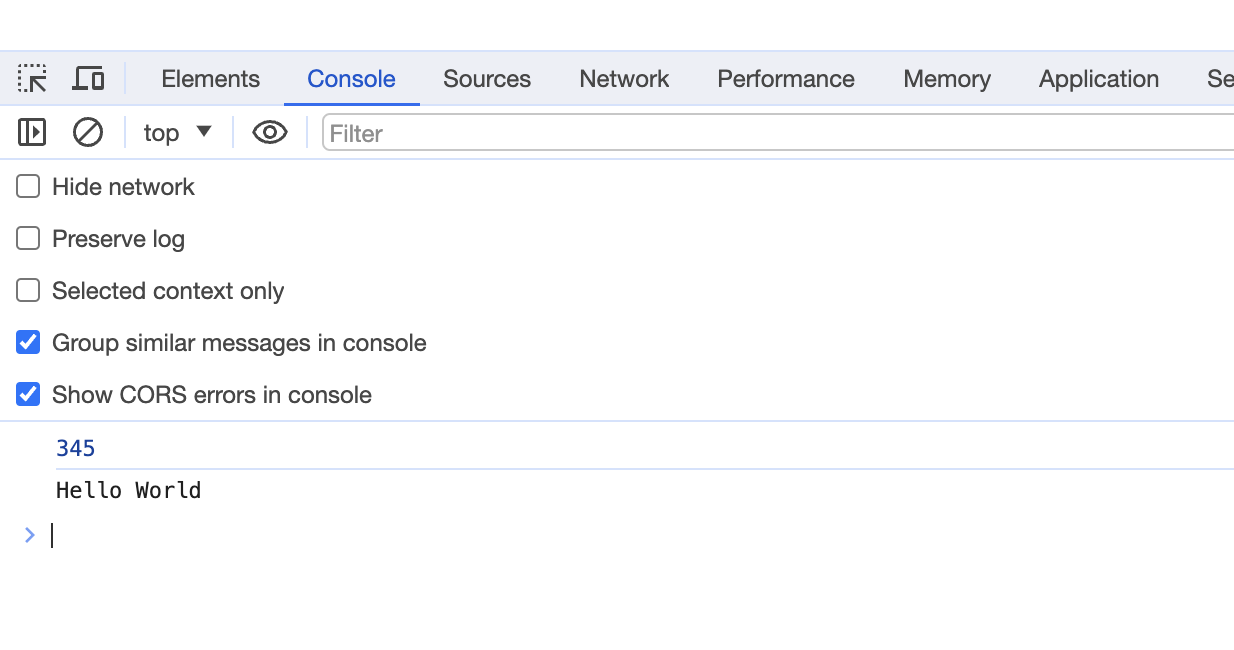 Elements Console Sources Network Performance Memory Application Se
top Filter
Hide network
Preserve log
Selected context only
Group similar messages in console
Show CORS errors in console
345
Hello World